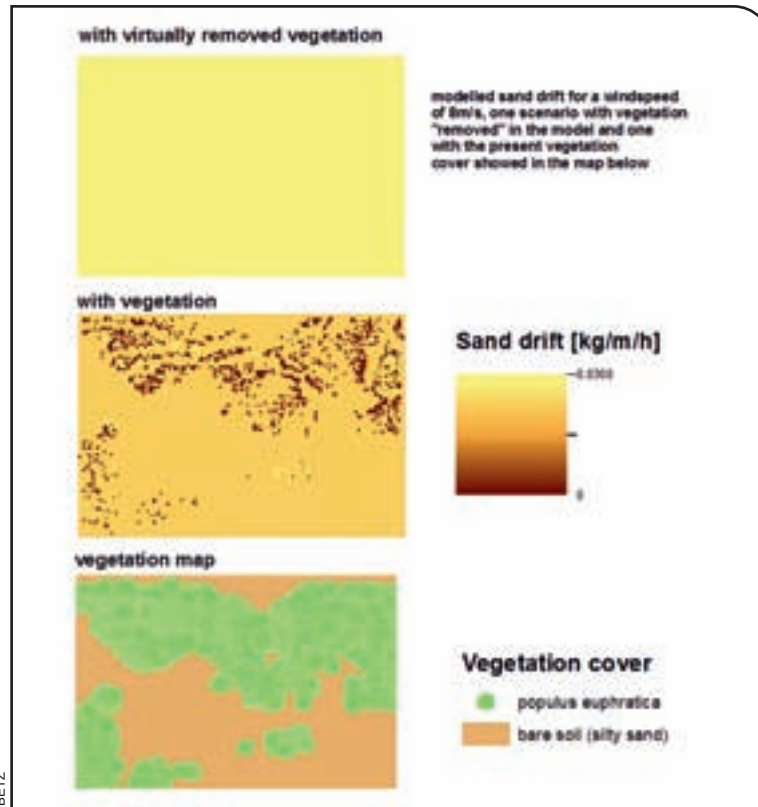 with virtually removed vegetation
modelled sand drift for a windspeed
of 8m/s, one scenario with vegetation
"removed" in the model and one
with the present vegetation
cover showed in the map below
with vegetation
Sand drift [kg/m/h]
0
vegetation map
Vegetation cover
populus euphratica
bare soil (silty sand)
BETZ